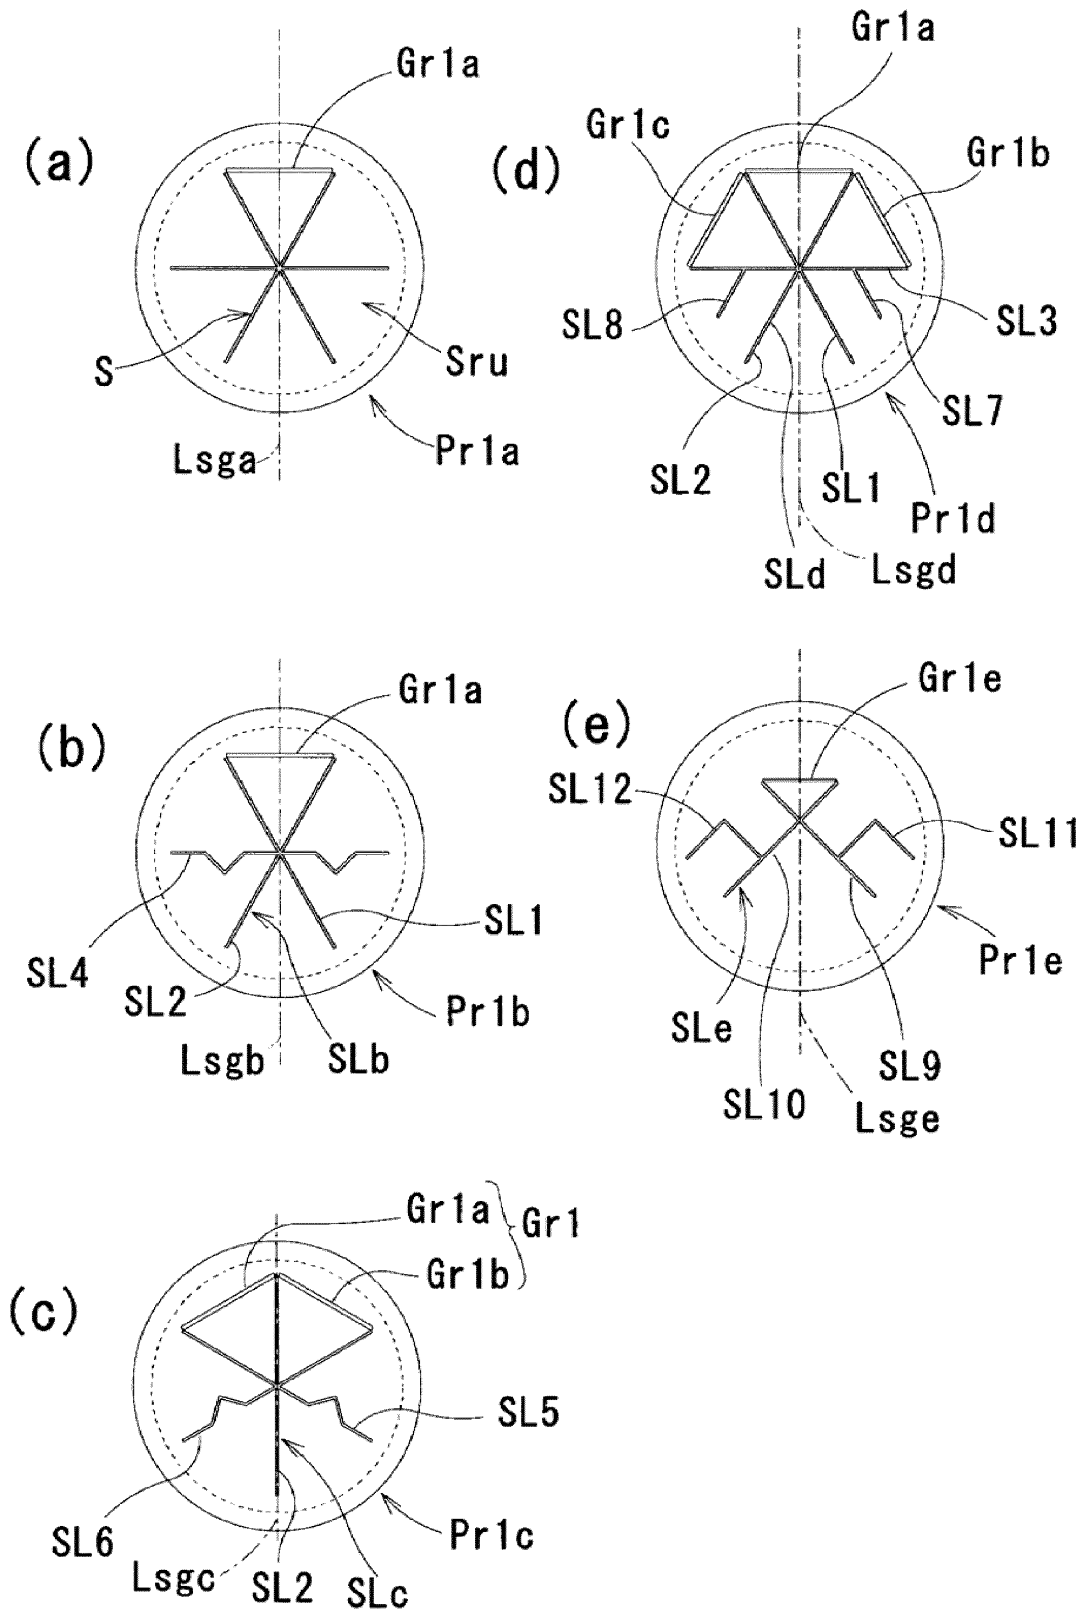 (a)
Gr1a
S
Sru
Lsga
Pr1a
(d)
Gr1a
Gr1c
Gr1b
SL8
SL3
SL7
SL2
SL1
Pr1d
SLd
Lsgd
(b)
Gr1a
SL4
SL2
SL1
Lsgb
SLb
Pr1b
(e)
Gr1e
SL12
SL11
Pr1e
SLe
SL10
SL9
Lsge
(c)
Gr1a
Gr1
Gr1b
SL5
SL6
Lsgc
SL2
SLc
Pr1c